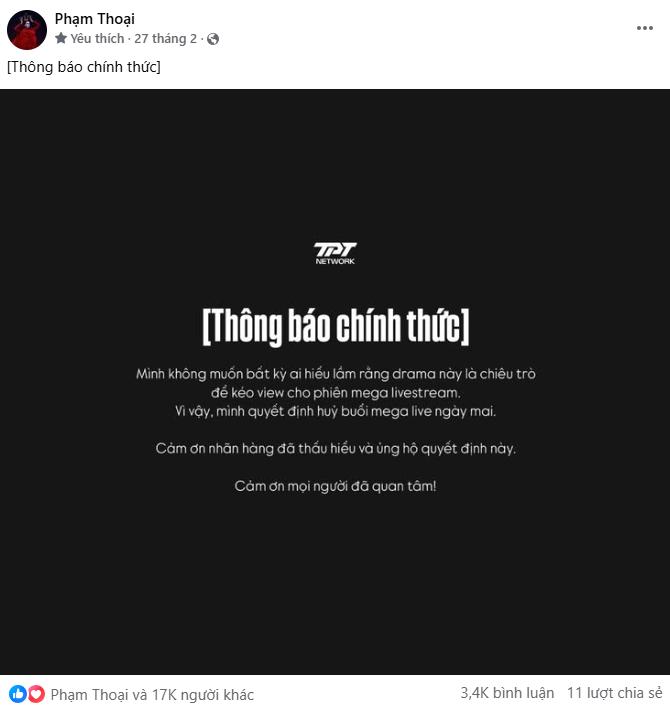 Phạm Thoại
Yêu thích · 27 tháng 2 ·
[Thông báo chính thức]
TPT
NETWORK
[Thông báo chính thức]
Mình không muốn bất kỳ ai hiểu lầm rằng drama này là chiêu trò
để kéo view cho phiên mega livestream.
Vì vậy, mình quyết định huỷ buổi mega live ngày mai.
Cảm ơn nhãn hàng đã thấu hiểu và ủng hộ quyết định này.
Cảm ơn mọi người đã quan tâm!
Phạm Thoại và 17K người khác
3,4K bình luận 11 lượt chia sẻ